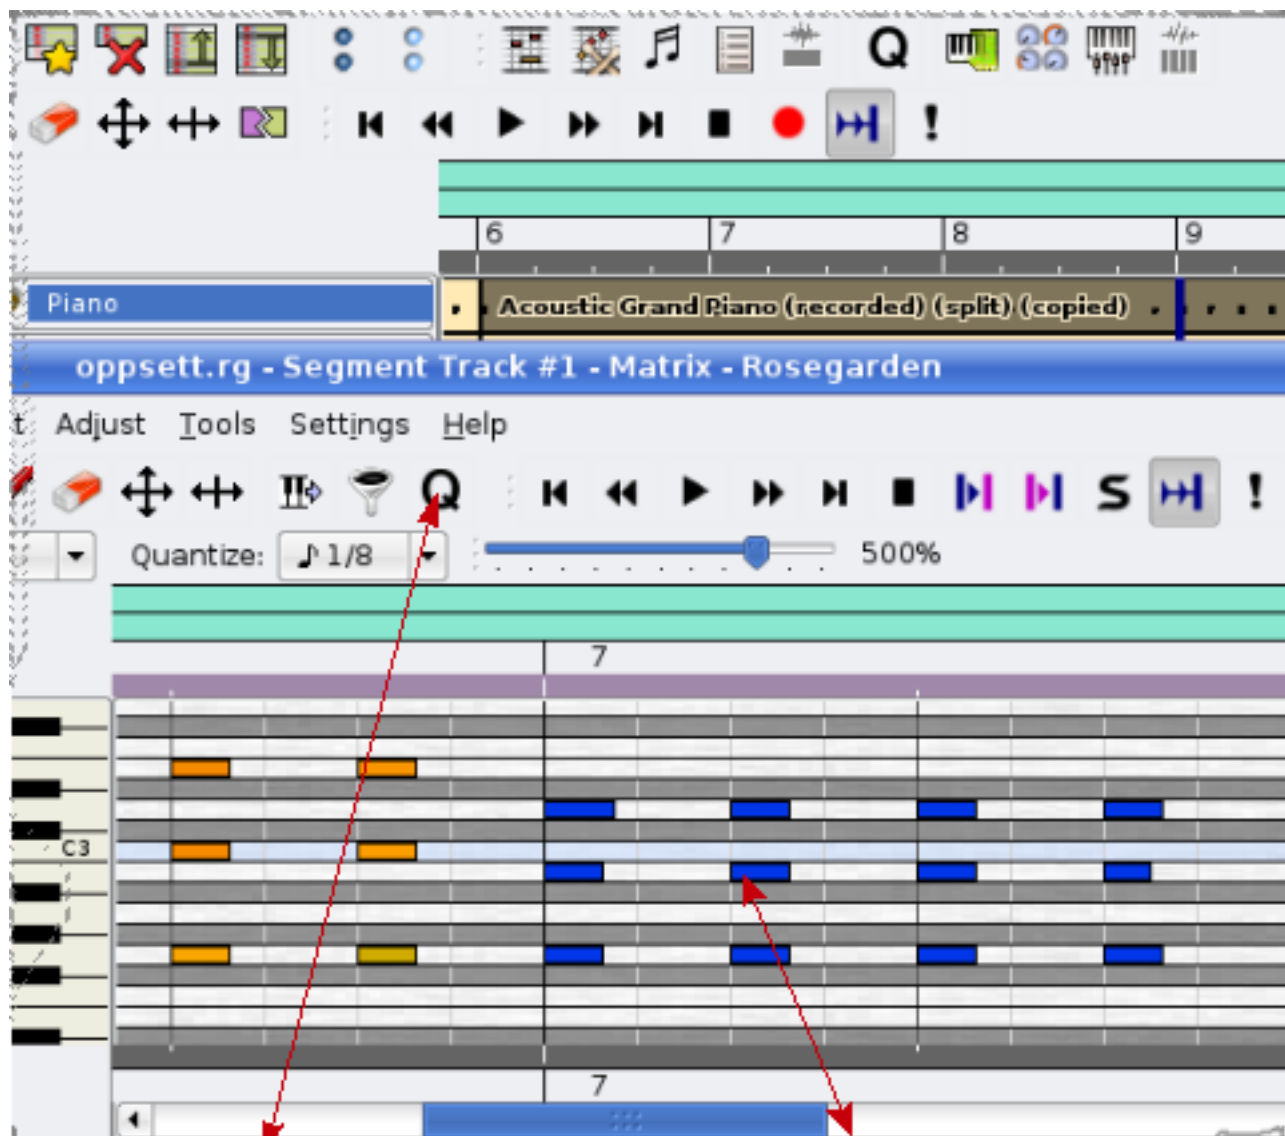 Q
!
6 7 8 9
Piano
Acoustic Grand Piano (recorded) (split) (copied)
oppsett.rg - Segment Track #1 - Matrix - Rosegarden
t Adjust Tools Settings Help
Q S !
Quantize: 1/8 500%
7
C3
7